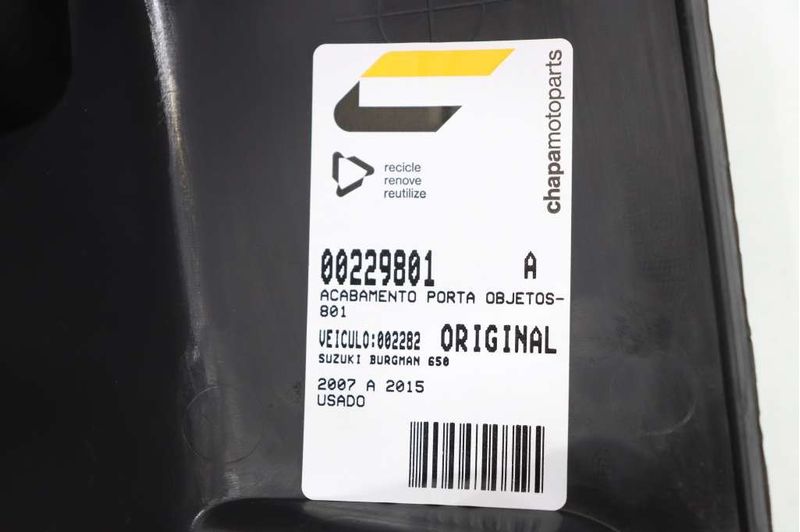 chapamotoparts
recicle
renove
reutilize
00229801 A
ACABAMENTO PORTA OBJETOS-
801
VEICULO:002282 ORIGINAL
SUZUKI BURGMAN 650
2007 A 2015
USADO